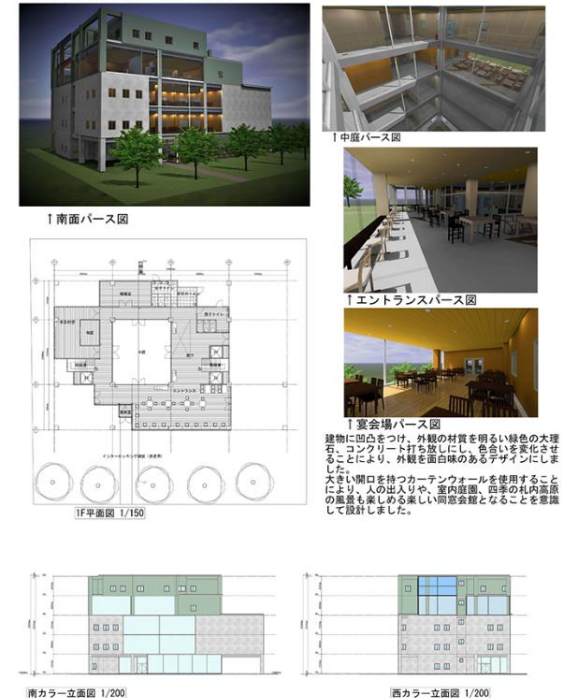 ↑南面パース図
↑中庭パース図
↑エントランスパース図
↑宴会場パース図
建物に凹凸をつけ、外観の材質を明るい緑色の大理
石、コンクリート打ち放しにし、色合いを変化させ
ることにより、外観を面白味のあるデザインにしま
した。
大きい開口を持つカーテンウォールを使用すること
により、人の出入りや、室内庭園、四季の札内高原
の風景も楽しめる楽しい同窓会館となることを意識
して設計しました。
エントランス
1F平面図 1/150
南カラー立面図 1/200
西カラー立面図 1/200